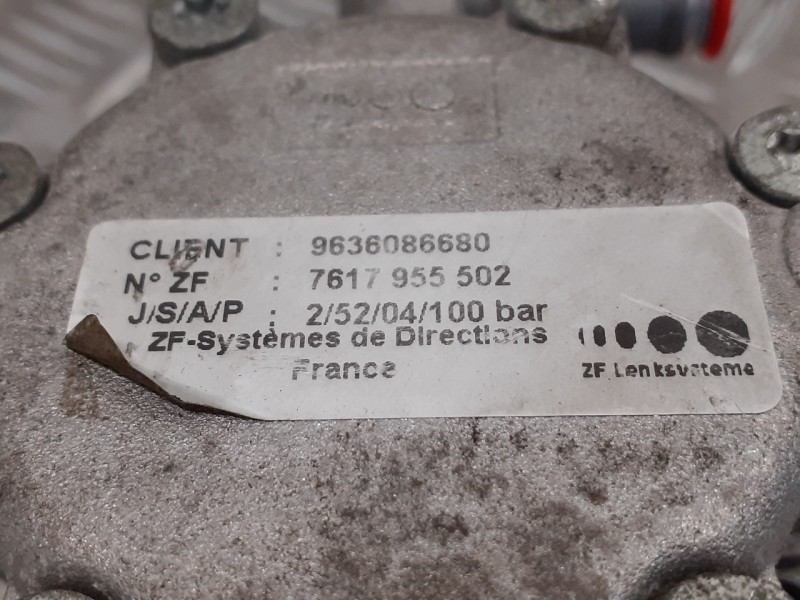 CLIENT : 9636086680
N° ZF : 7617 955 502
J/S/A/P : 2/52/04/100 bar
ZF-Systèmes de Directions
France
ZF Lenksysteme